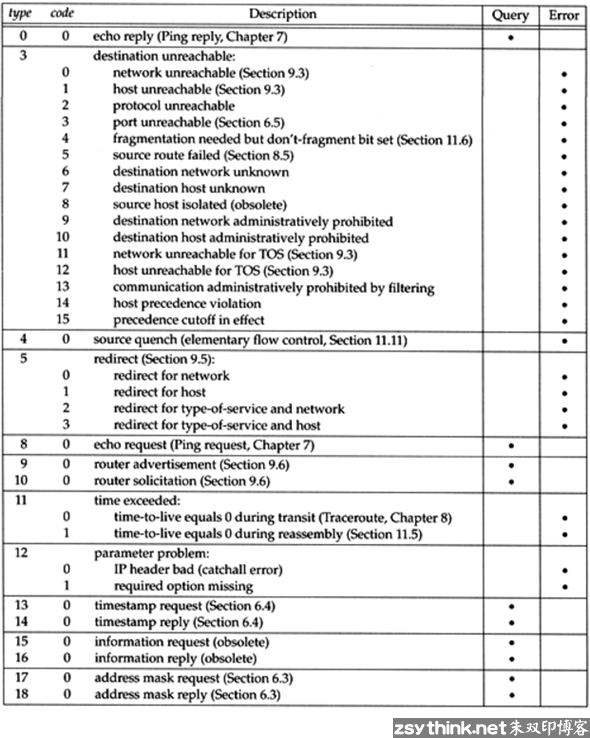 type code Description Query Error
0 0 echo reply (Ping reply, Chapter 7) •
3 destination unreachable:
0 network unreachable (Section 9.3) •
1 host unreachable (Section 9.3) •
2 protocol unreachable •
3 port unreachable (Section 6.5) •
4 fragmentation needed but don't-fragment bit set (Section 11.6) •
5 source route failed (Section 8.5) •
6 destination network unknown •
7 destination host unknown •
8 source host isolated (obsolete) •
9 destination network administratively prohibited •
10 destination host administratively prohibited •
11 network unreachable for TOS (Section 9.3) •
12 host unreachable for TOS (Section 9.3) •
13 communication administratively prohibited by filtering •
14 host precedence violation •
15 precedence cutoff in effect •
4 0 source quench (elementary flow control, Section 11.11) •
5 redirect (Section 9.5):
0 redirect for network •
1 redirect for host •
2 redirect for type-of-service and network •
3 redirect for type-of-service and host •
8 0 echo request (Ping request, Chapter 7) •
9 0 router advertisement (Section 9.6) •
10 0 router solicitation (Section 9.6) •
11 time exceeded:
0 time-to-live equals 0 during transit (Traceroute, Chapter 8) •
1 time-to-live equals 0 during reassembly (Section 11.5) •
12 parameter problem:
0 IP header bad (catchall error) •
1 required option missing •
13 0 timestamp request (Section 6.4) •
14 0 timestamp reply (Section 6.4) •
15 0 information request (obsolete) •
16 0 information reply (obsolete) •
17 0 address mask request (Section 6.3) •
18 0 address mask reply (Section 6.3) •
zsythink.net朱双印博客